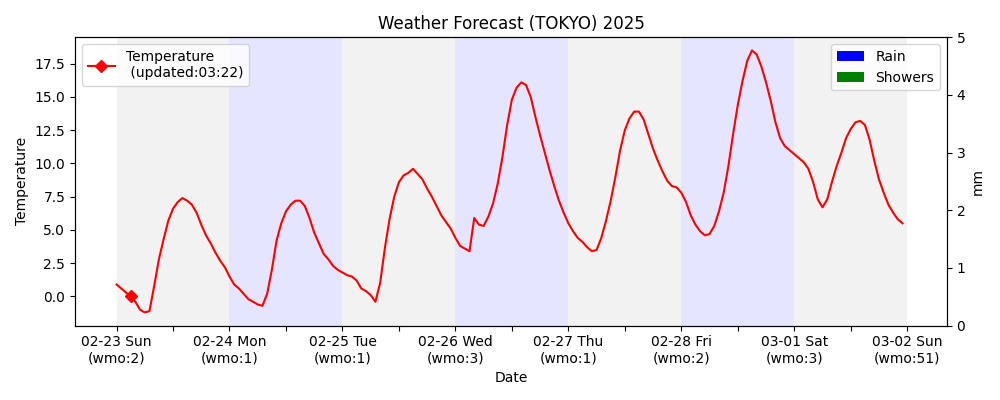 Weather Forecast (TOKYO) 2025
Temperature
(updated:03:22)
Rain
Showers
17.5
15.0
12.5
10.0
7.5
5.0
2.5
0.0
Temperature
5
4
3
2
1
0
mm
02-23 Sun
(wmo:2)
02-24 Mon
(wmo:1)
02-25 Tue
(wmo:1)
02-26 Wed
(wmo:3)
02-27 Thu
(wmo:1)
02-28 Fri
(wmo:2)
03-01 Sat
(wmo:3)
03-02 Sun
(wmo:51)
Date